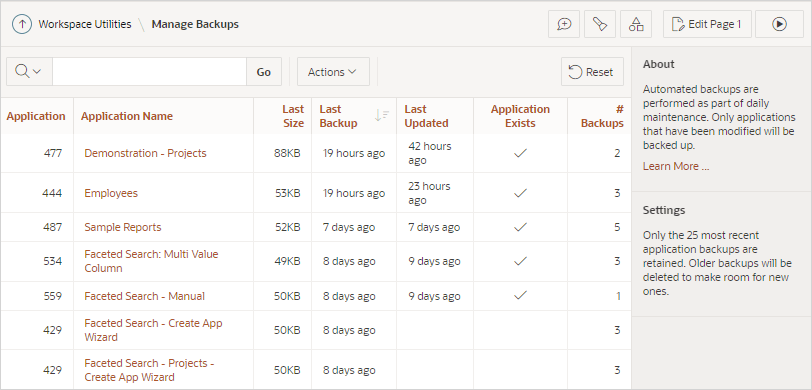 Workspace Utilities \ Manage Backups
Edit Page 1
Go
Actions
Reset
Application Application Name Last Size Last Backup Last Updated Application Exists # Backups
477 Demonstration - Projects 88KB 19 hours ago 42 hours ago 2
444 Employees 53KB 19 hours ago 23 hours ago 3
487 Sample Reports 52KB 7 days ago 7 days ago 5
534 Faceted Search: Multi Value Column 49KB 8 days ago 9 days ago 3
559 Faceted Search - Manual 50KB 8 days ago 9 days ago 1
429 Faceted Search - Create App Wizard 50KB 8 days ago 3
429 Faceted Search - Projects - Create App Wizard 50KB 8 days ago 3
About
Automated backups are
performed as part of daily
maintenance. Only applications
that have been modified will be
backed up.
Learn More ...
Settings
Only the 25 most recent
application backups are
retained. Older backups will be
deleted to make room for new
ones.